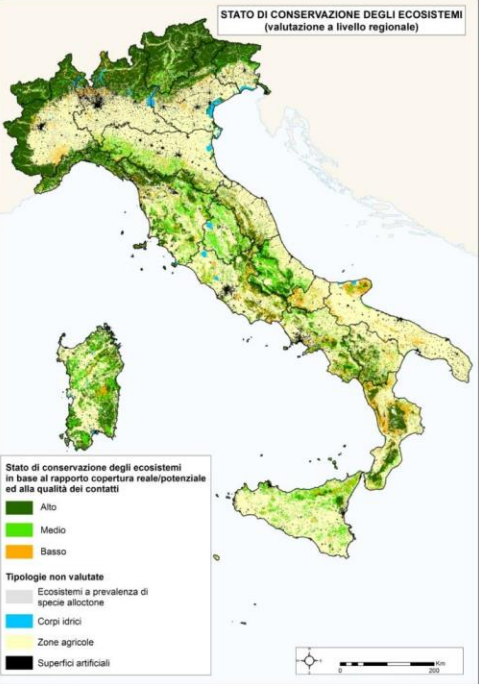 STATO DI CONSERVAZIONE DEGLI ECOSISTEMI
(valutazione a livello regionale)
Stato di conservazione degli ecosistemi
in base al rapporto copertura reale/potenziale
ed alla qualità dei contatti
Alto
Medio
Basso
Tipologie non valutate
Ecosistemi a prevalenza di
specie alloctone
Corpi idrici
Zone agricole
Superfici artificiali
Km
0
200